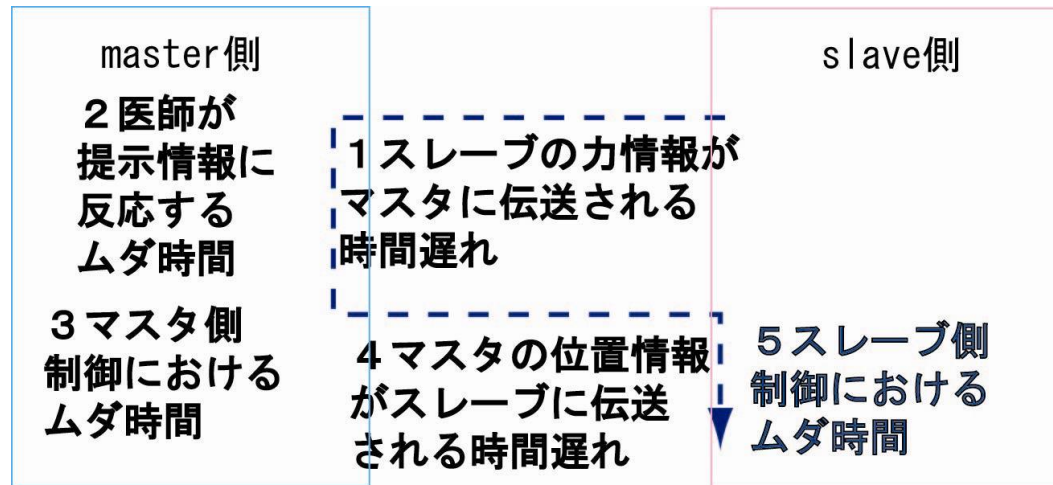 master側
slave側
２医師が
提示情報に
反応する
ムダ時間
１スレーブの力情報が
マスタに伝送される
時間遅れ
３マスタ側
制御における
ムダ時間
４マスタの位置情報
がスレーブに伝送
される時間遅れ
５スレーブ側
制御における
ムダ時間